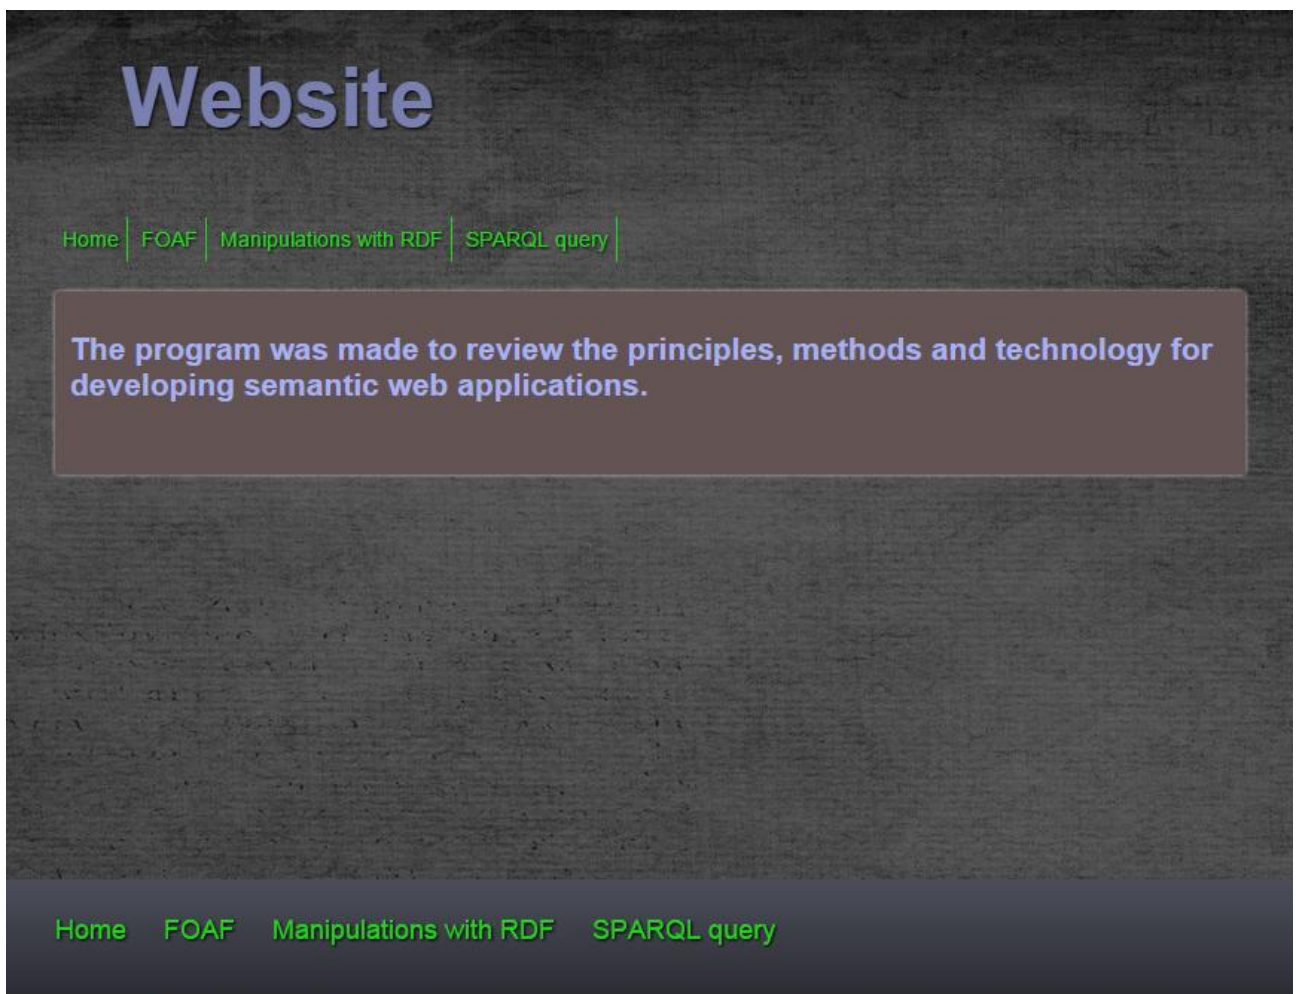 Website
Home FOAF Manipulations with RDF SPARQL query
The program was made to review the principles, methods and technology for
developing semantic web applications.
Home FOAF Manipulations with RDF SPARQL query